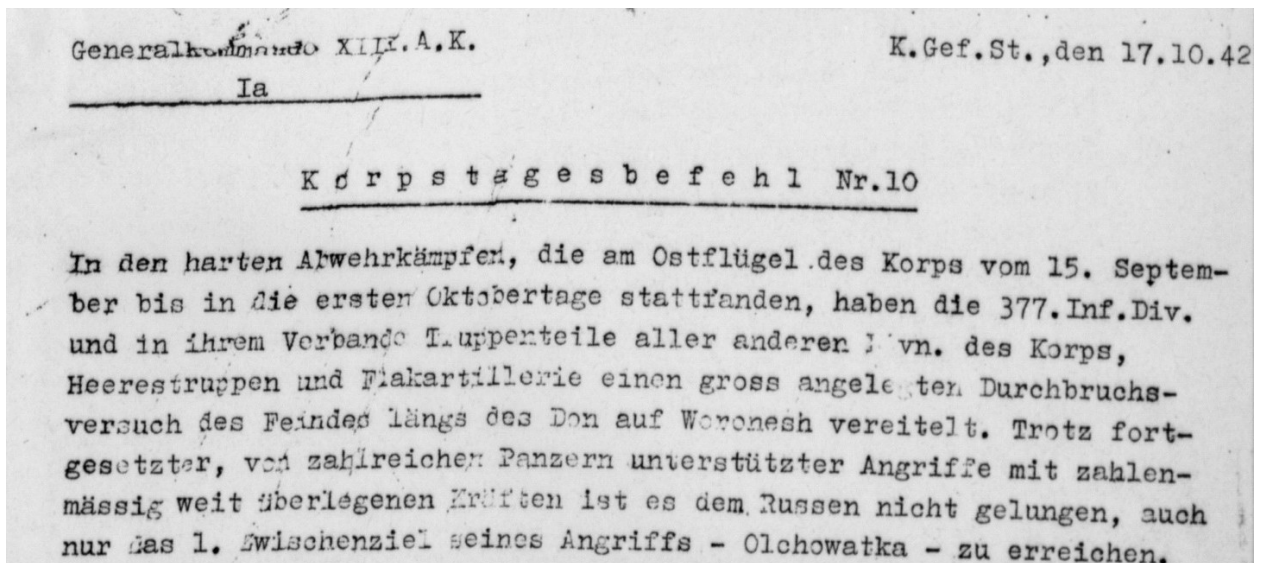 Generalkommando XIII.A.K.
K.Gef.St.,den 17.10.42
Ia
K o r p s t a g e s b e f e h l Nr.10
In den harten Abwehrkämpfen, die am Ostflügel des Korps vom 15. Septem-
ber bis in die ersten Oktobertage stattfanden, haben die 377.Inf.Div.
und in ihrem Verbande Truppenteile aller anderen Divn. des Korps,
Heerestruppen und Flakartillerie einen gross angelegten Durchbruchs-
versuch des Feindes längs des Don auf Woronesh vereitelt. Trotz fort-
gesetzter, von zahlreichen Panzern unterstützter Angriffe mit zahlen-
mässig weit überlegenen Kräften ist es dem Russen nicht gelungen, auch
nur das 1. Zwischenziel seines Angriffs - Olchowatka - zu erreichen.